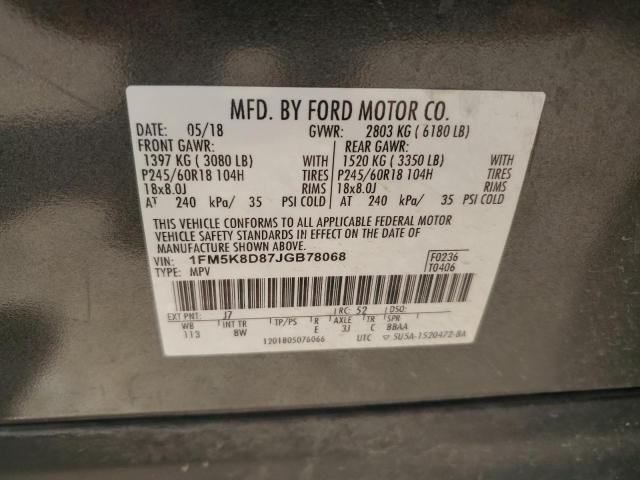 MFD. BY FORD MOTOR CO.
DATE: 05/18 GVWR: 2803 KG ( 6180 LB)
FRONT GAWR: REAR GAWR:
1397 KG ( 3080 LB) WITH 1520 KG ( 3350 LB) WITH
P245/60R18 104H TIRES P245/60R18 104H TIRES
18x8.0J RIMS 18x8.0J RIMS
AT 240 kPa/ 35 PSI COLD AT 240 kPa/ 35 PSI COLD
THIS VEHICLE CONFORMS TO ALL APPLICABLE FEDERAL MOTOR
VEHICLE SAFETY STANDARDS IN EFFECT ON THE DATE OF
MANUFACTURE SHOWN ABOVE.
VIN: 1FM5K8D87JGB78068 F0236
TYPE: MPV T0406
EXT PNT: J7 RC: 52 DSO:
WB INT TR TP/PS R AXLE TR SPR
113 BW E 3J C BBAA
1201805076066 UTC 5U5A-1520472-BA